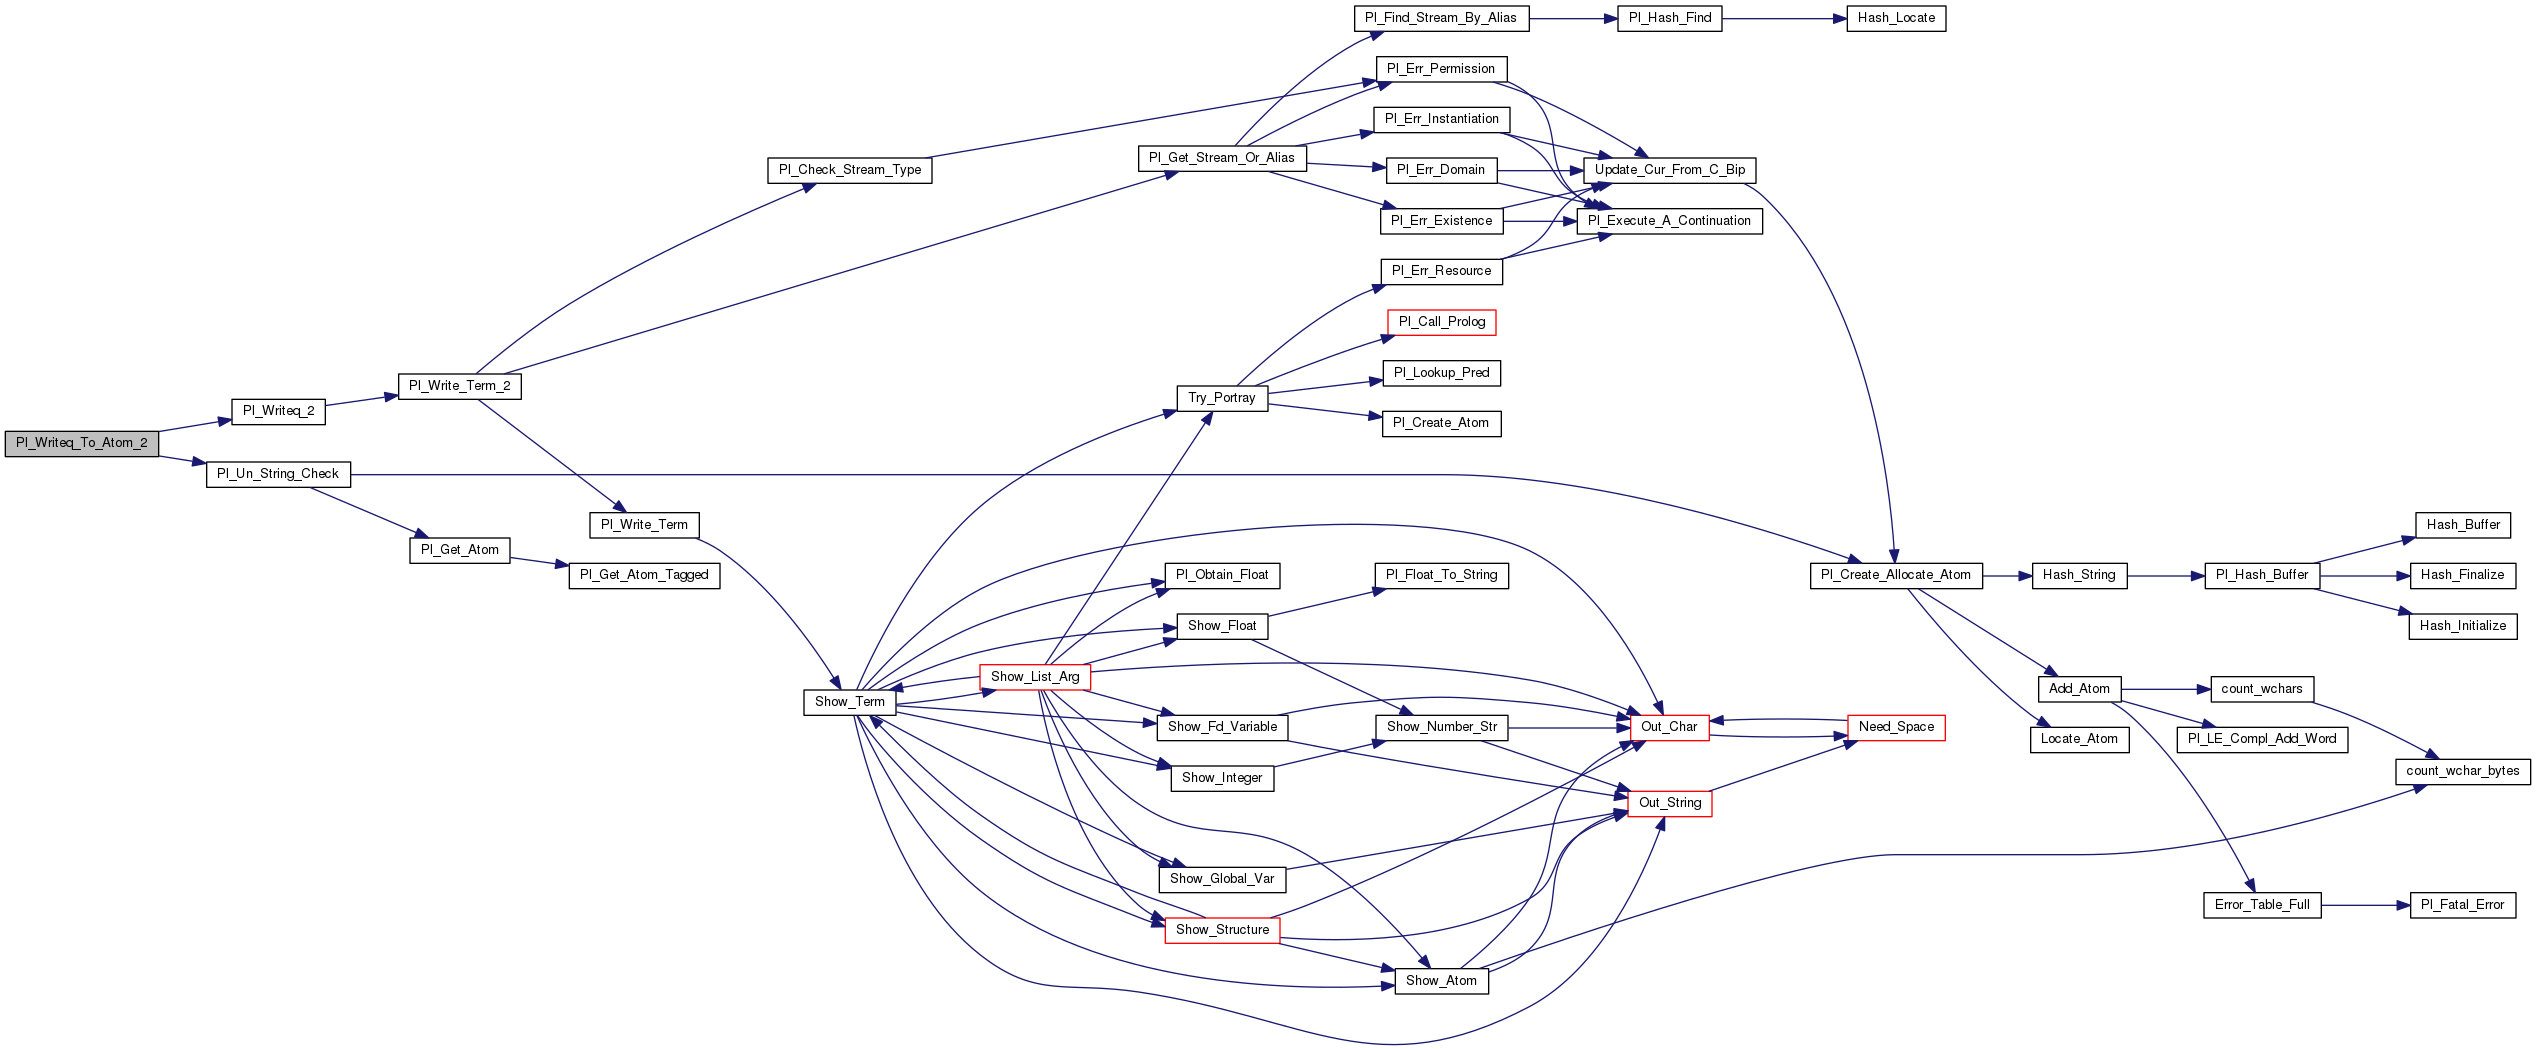 Pl_Find_Stream_By_Alias
Pl_Hash_Find
Hash_Locate
Pl_Err_Permission
Pl_Err_Instantiation
Pl_Get_Stream_Or_Alias
Pl_Check_Stream_Type
Pl_Err_Domain
Update_Cur_From_C_Bip
Pl_Err_Existence
Pl_Execute_A_Continuation
Pl_Err_Resource
Pl_Call_Prolog
Pl_Lookup_Pred
Pl_Write_Term_2
Try_Portray
Pl_Writeq_2
Pl_Create_Atom
Pl_Writeq_To_Atom_2
Pl_Un_String_Check
Pl_Write_Term
Hash_Buffer
Pl_Get_Atom
Pl_Get_Atom_Tagged
Pl_Obtain_Float
Pl_Float_To_String
Pl_Create_Allocate_Atom
Hash_String
Pl_Hash_Buffer
Hash_Finalize
Show_Float
Hash_Initialize
Show_List_Arg
Add_Atom
count_wchars
Show_Term
Show_Fd_Variable
Show_Number_Str
Out_Char
Need_Space
Locate_Atom
Pl_LE_Compl_Add_Word
Show_Integer
count_wchar_bytes
Out_String
Show_Global_Var
Error_Table_Full
Pl_Fatal_Error
Show_Structure
Show_Atom